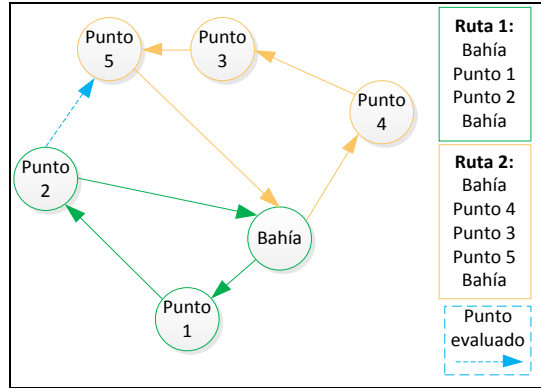 Punto
5
Punto
3
Punto
4
Punto
2
Bahía
Punto
1
Ruta 1:
Bahía
Punto 1
Punto 2
Bahía
Ruta 2:
Bahía
Punto 4
Punto 3
Punto 5
Bahía
Punto
evaluado